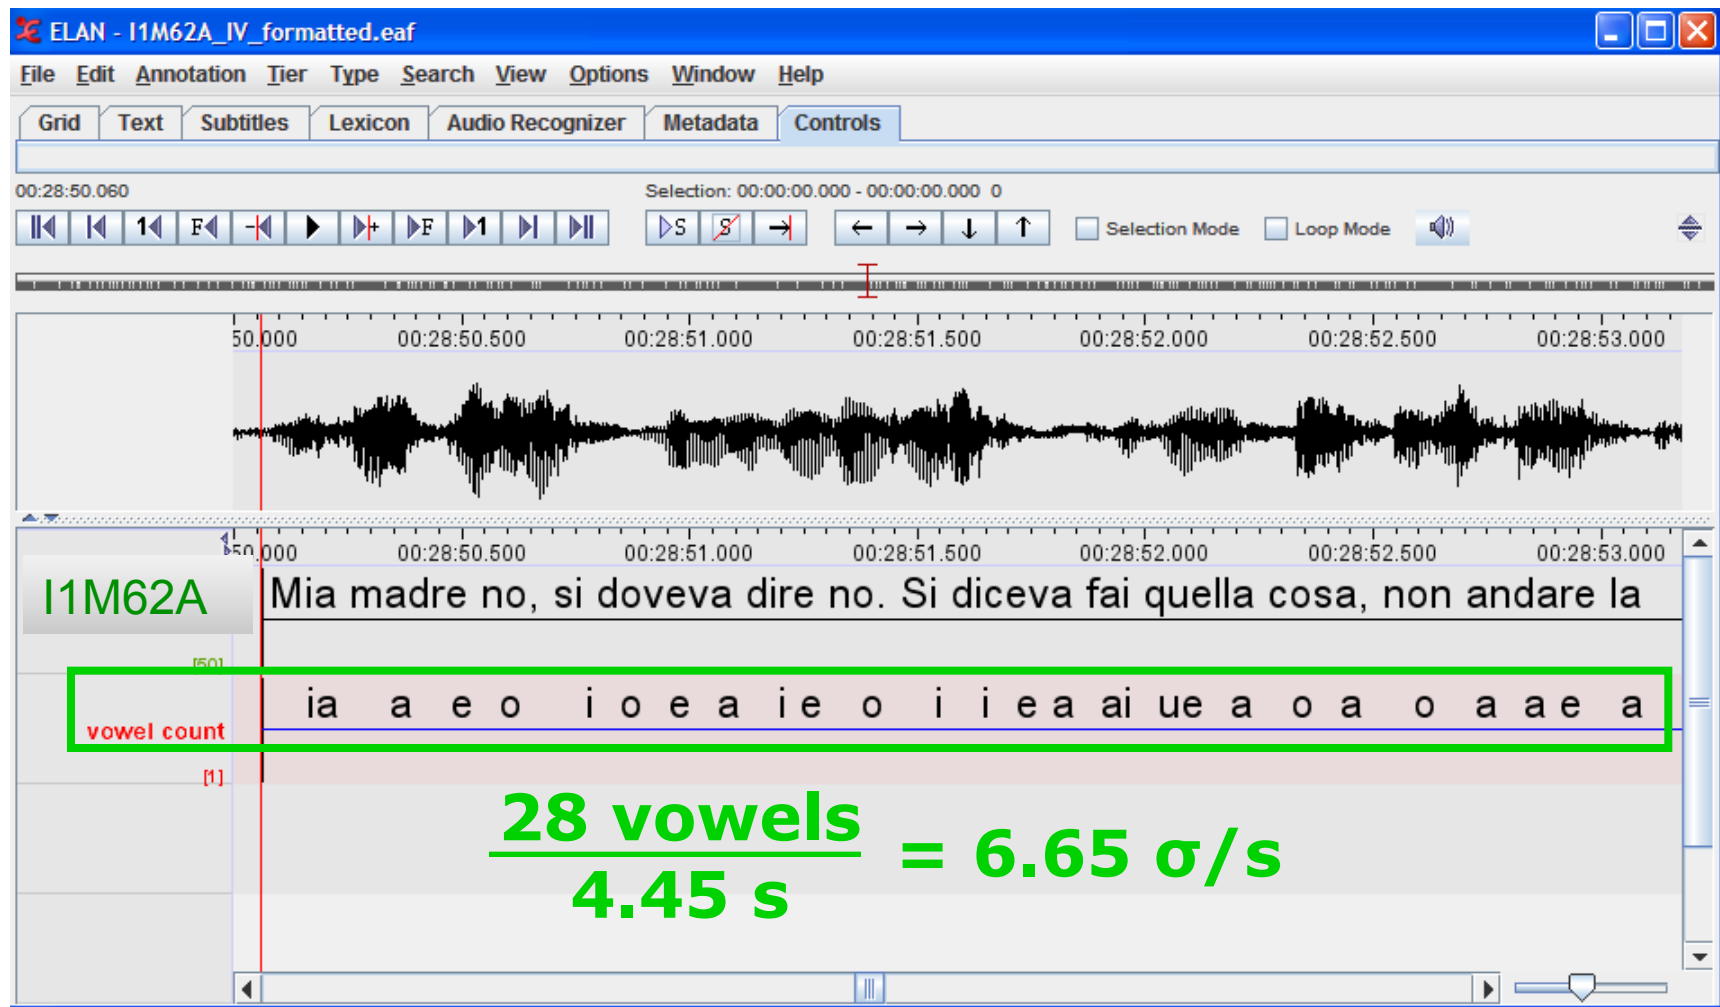 ELAN - I1M62A_IV_formatted.eaf
File Edit Annotation Tier Type Search View Options Window Help
Grid Text Subtitles Lexicon Audio Recognizer Metadata Controls
00:28:50.060 Selection: 00:00:00.000 - 00:00:00.000 0
1 F - + F 1 S S Selection Mode Loop Mode
50.000 00:28:50.500 00:28:51.000 00:28:51.500 00:28:52.000 00:28:52.500 00:28:53.000
50.000 00:28:50.500 00:28:51.000 00:28:51.500 00:28:52.000 00:28:52.500 00:28:53.000
I1M62A Mia madre no, si doveva dire no. Si diceva fai quella cosa, non andare la
[50]
ia a e o i o e a i e o i i e a ai ue a o a o a a e a
vowel count
[1]
28 vowels
4.45 s
= 6.65 σ/s